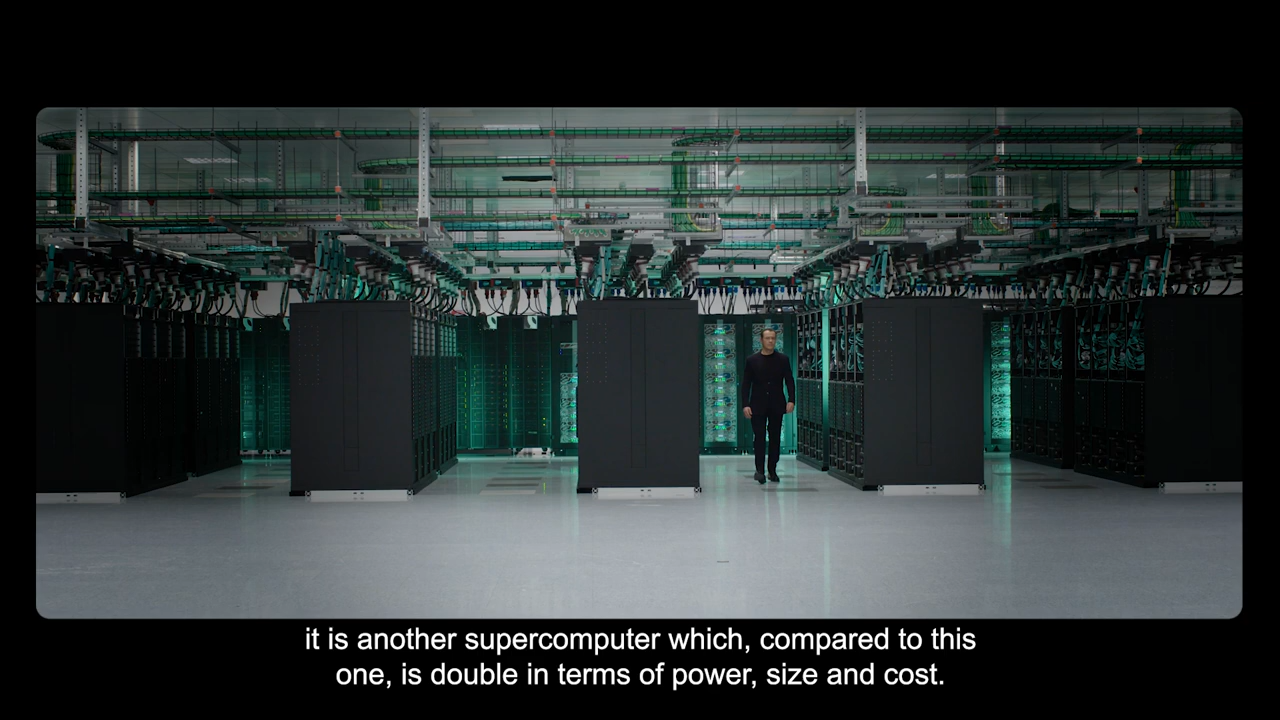 it is another supercomputer which, compared to this
one, is double in terms of power, size and cost.